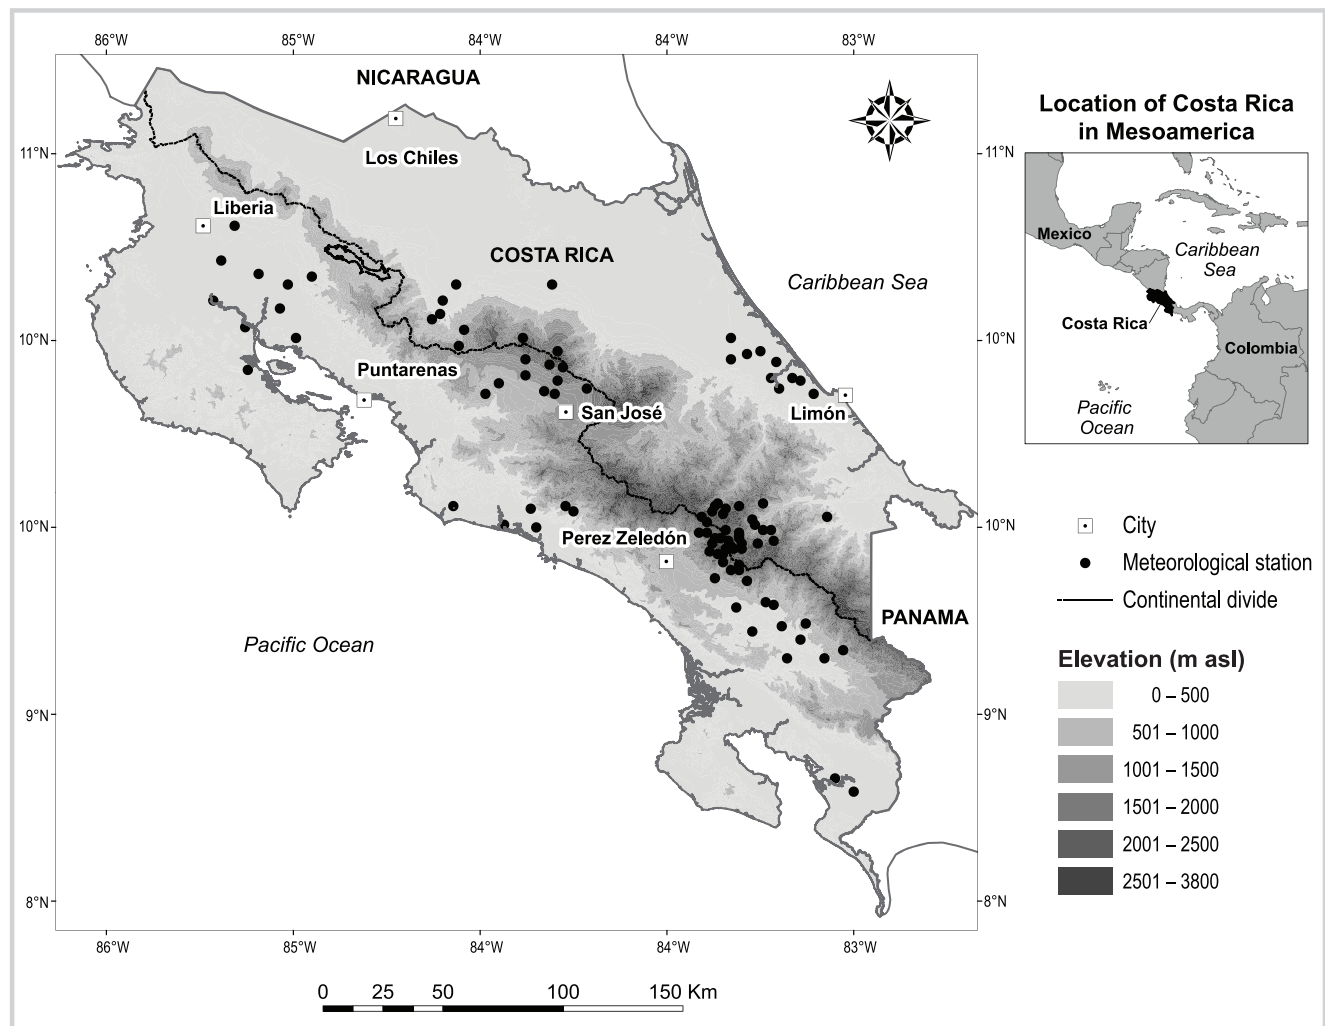 86°W 85°W 84°W 84°W 83°W
NICARAGUA
Los Chiles
11°N 11°N
Liberia
COSTA RICA
Caribbean Sea
10°N 10°N
Puntarenas
San José
Limón
10°N 10°N
Perez Zeledón
PANAMA
Pacific Ocean
9°N 9°N
8°N 8°N
86°W 85°W 84°W 84°W 83°W
0 25 50 100 150 Km
Location of Costa Rica
in Mesoamerica
Mexico
Caribbean
Sea
Costa Rica
Colombia
Pacific
Ocean
City
Meteorological station
Continental divide
Elevation (m asl)
0 – 500
501 – 1000
1001 – 1500
1501 – 2000
2001 – 2500
2501 – 3800